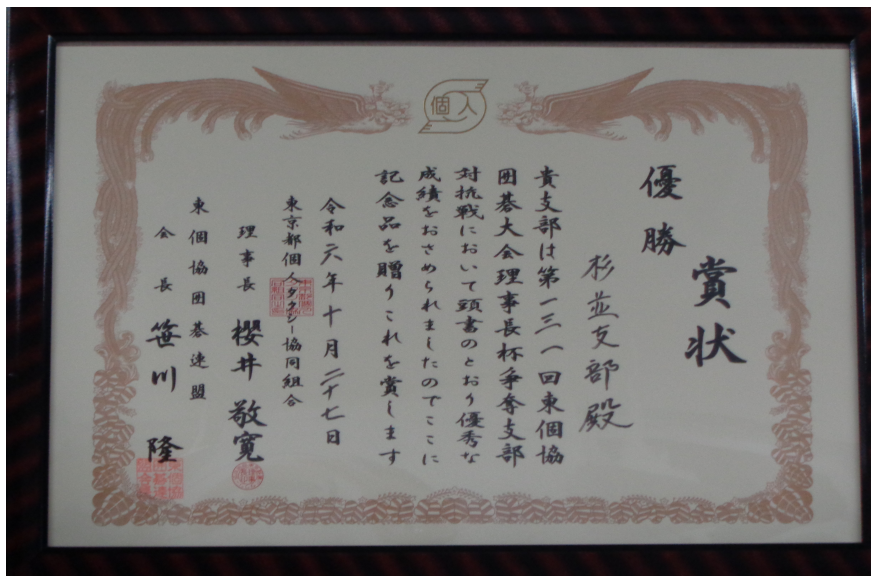 個人
賞状
優勝
杉並支部殿
貴支部は第一三一回東個協
囲碁大会理事長杯争奪支部
対抗戦において頭書のとおり優秀な
成績をおさめられましたのでここに
記念品を贈りこれを賞します
令和六年十月二十七日
東京都個人タクシー協同組合
理事長 櫻井敬寛
東個協囲碁連盟
会長 笹川隆